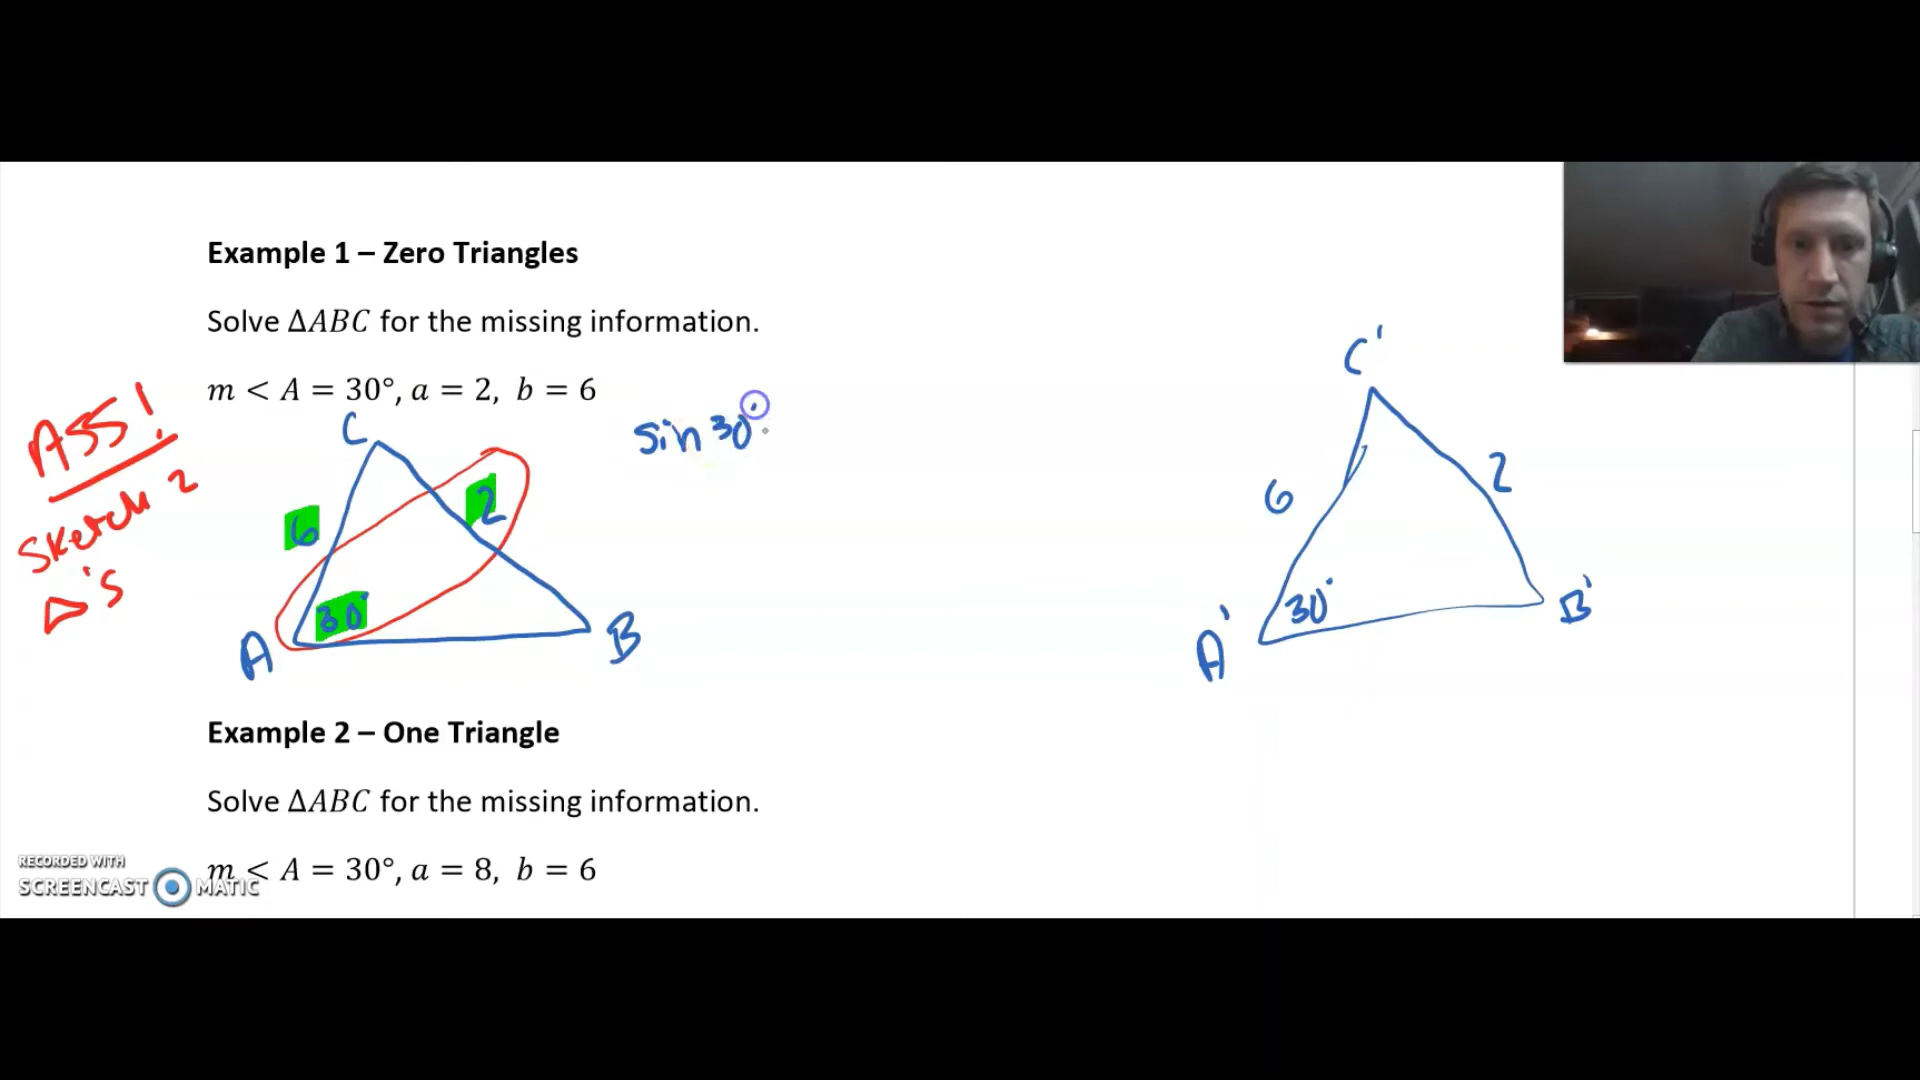 Example 1 – Zero Triangles
Solve ΔABC for the missing information.
m < A = 30°, a = 2, b = 6
ASS!
Sketch 2
Δ's
C
6
2
30°
A
B
sin 30°
C'
6
2
30°
A'
B'
Example 2 – One Triangle
Solve ΔABC for the missing information.
m < A = 30°, a = 8, b = 6
RECORDED WITH
SCREENCAST MATIC